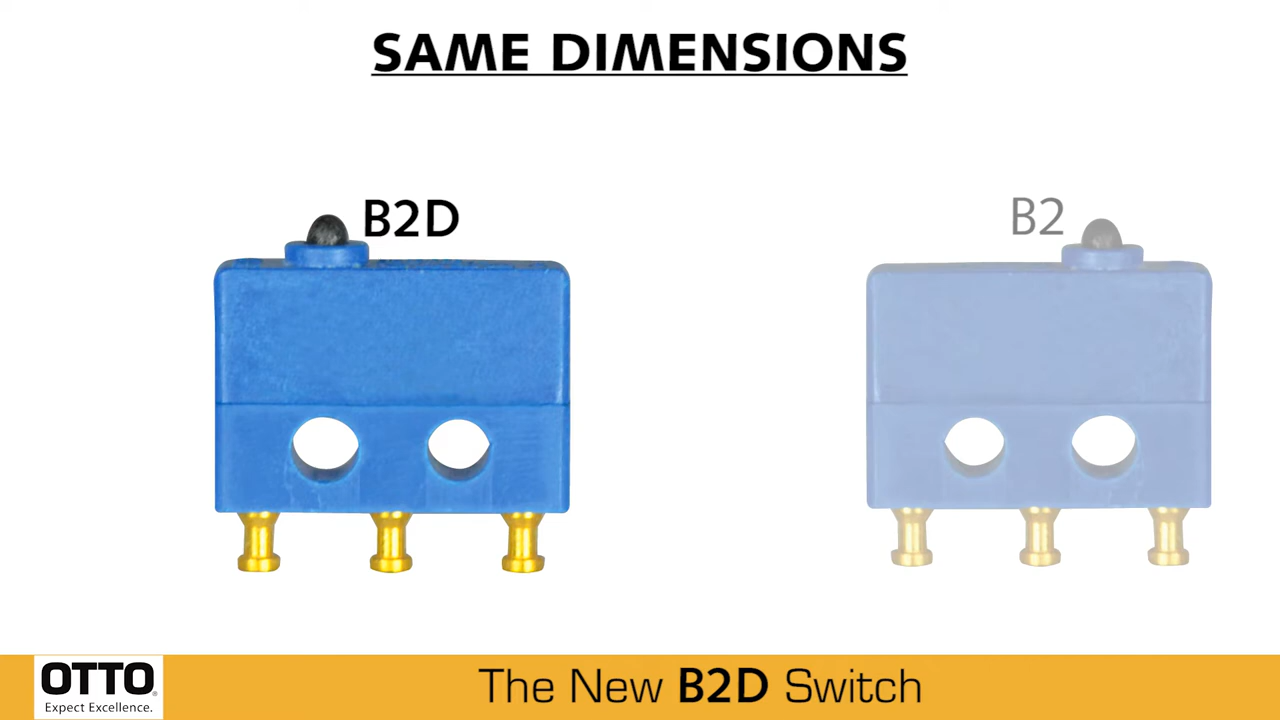 SAME DIMENSIONS
B2D
B2
OTTO®
Expect Excellence.
The New B2D Switch